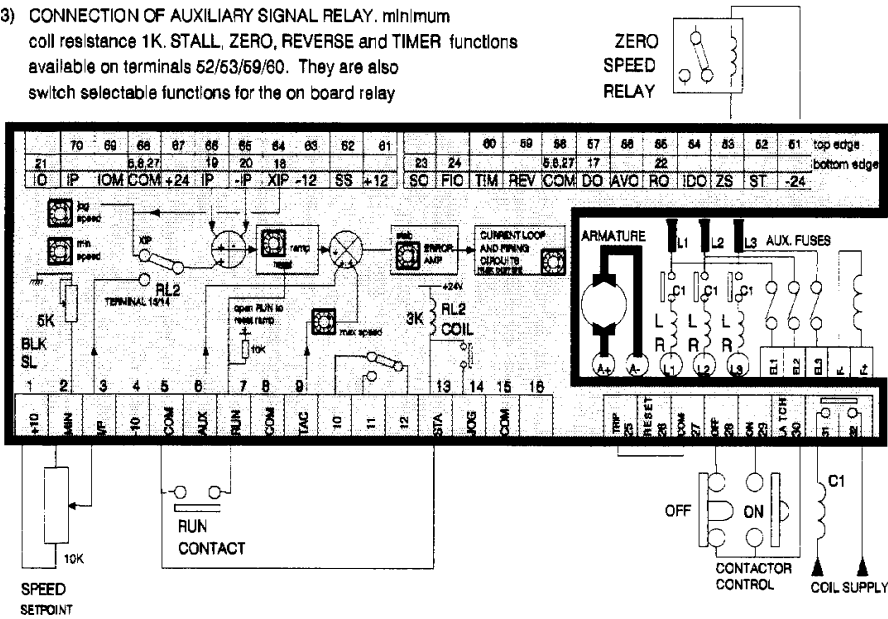 3) CONNECTION OF AUXILIARY SIGNAL RELAY. minimum
coil resistance 1K. STALL, ZERO, REVERSE and TIMER functions
available on terminals 52/53/59/60. They are also
switch selectable functions for the on board relay
ZERO
SPEED
RELAY
70 69 68 67 66 65 64 63 62 61
60 59 58 57 56 55 54 53 52 51 top edge
21 5,8,27 19 20 18
23 24 5,8,27 17 22 bottom edge
IO IP IOM COM +24 IP -IP XIP -12 SS +12
SO FIO TIM REV COM DO AVO RO IDO ZS ST -24
jog
speed
min
speed
XIP
RL2
TERMINAL 13/14
+ -
+
ramp
reset
+ -
+ +
stab
ERROR
AMP
CURRENT LOOP
AND FIRING
CIRCUITS
max current
open RUN to
reset ramp
10K
max speed
+24V
3K
RL2
COIL
5K
BLK
SL
ARMATURE
L1 L2 L3 AUX. FUSES
C1 C1 C1
L L L
R R R
A+ A- L1 L2 L3
EL1 EL2 EL3 F- F+
1 2 3 4 5 6 7 8 9 13 14 15 16
+10 MIN I/P -10 COM AUX RUN COM TAC 10 11 12 STA JOG COM
TRIP RESET COM OFF ON LATCH
25 26 27 28 29 30 31 32
10K
SPEED
SETPOINT
RUN
CONTACT
OFF
ON
CONTACTOR
CONTROL
C1
COIL SUPPLY